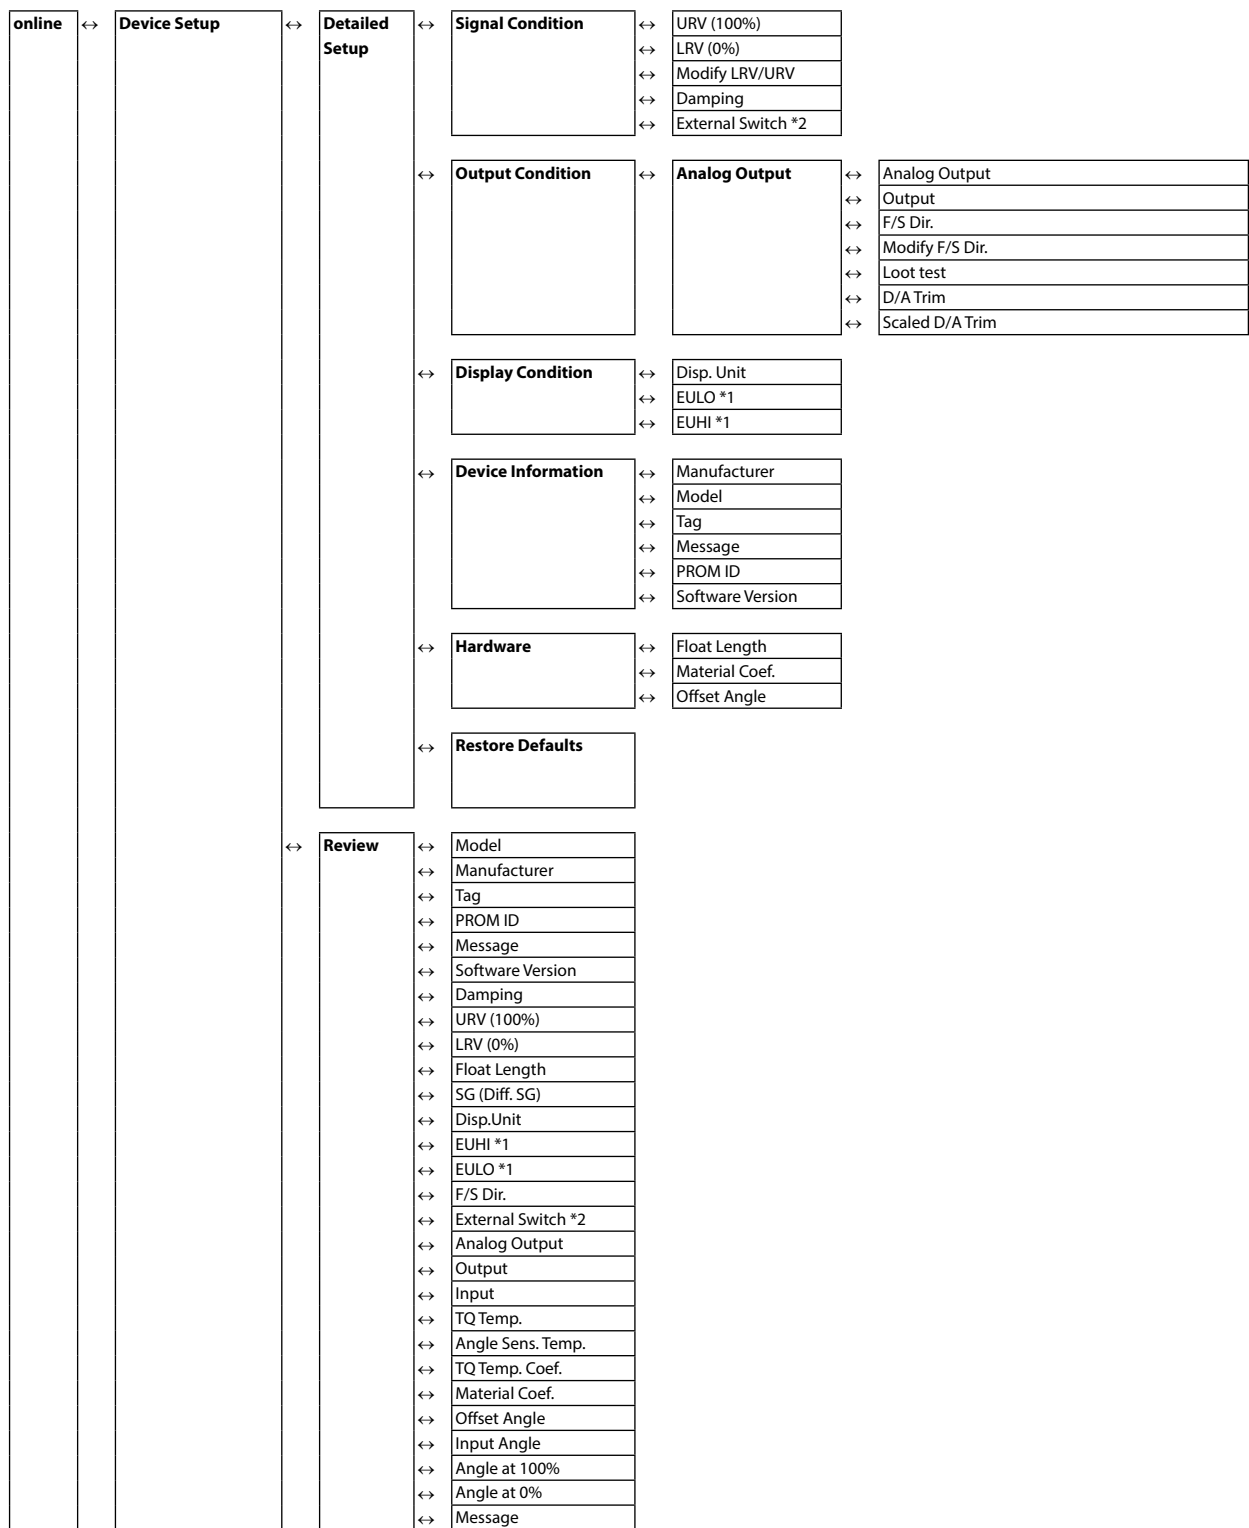 online ↔ Device Setup ↔ Detailed ↔ Signal Condition ↔ URV (100%)
Setup ↔ LRV (0%)
↔ Modify LRV/URV
↔ Damping
↔ External Switch *2
↔ Output Condition ↔ Analog Output ↔ Analog Output
↔ Output
↔ F/S Dir.
↔ Modify F/S Dir.
↔ Loot test
↔ D/A Trim
↔ Scaled D/A Trim
↔ Display Condition ↔ Disp. Unit
↔ EULO *1
↔ EUHI *1
↔ Device Information ↔ Manufacturer
↔ Model
↔ Tag
↔ Message
↔ PROM ID
↔ Software Version
↔ Hardware ↔ Float Length
↔ Material Coef.
↔ Offset Angle
↔ Restore Defaults
↔ Review ↔ Model
↔ Manufacturer
↔ Tag
↔ PROM ID
↔ Message
↔ Software Version
↔ Damping
↔ URV (100%)
↔ LRV (0%)
↔ Float Length
↔ SG (Diff. SG)
↔ Disp.Unit
↔ EUHI *1
↔ EULO *1
↔ F/S Dir.
↔ External Switch *2
↔ Analog Output
↔ Output
↔ Input
↔ TQ Temp.
↔ Angle Sens. Temp.
↔ TQ Temp. Coef.
↔ Material Coef.
↔ Offset Angle
↔ Input Angle
↔ Angle at 100%
↔ Angle at 0%
↔ Message